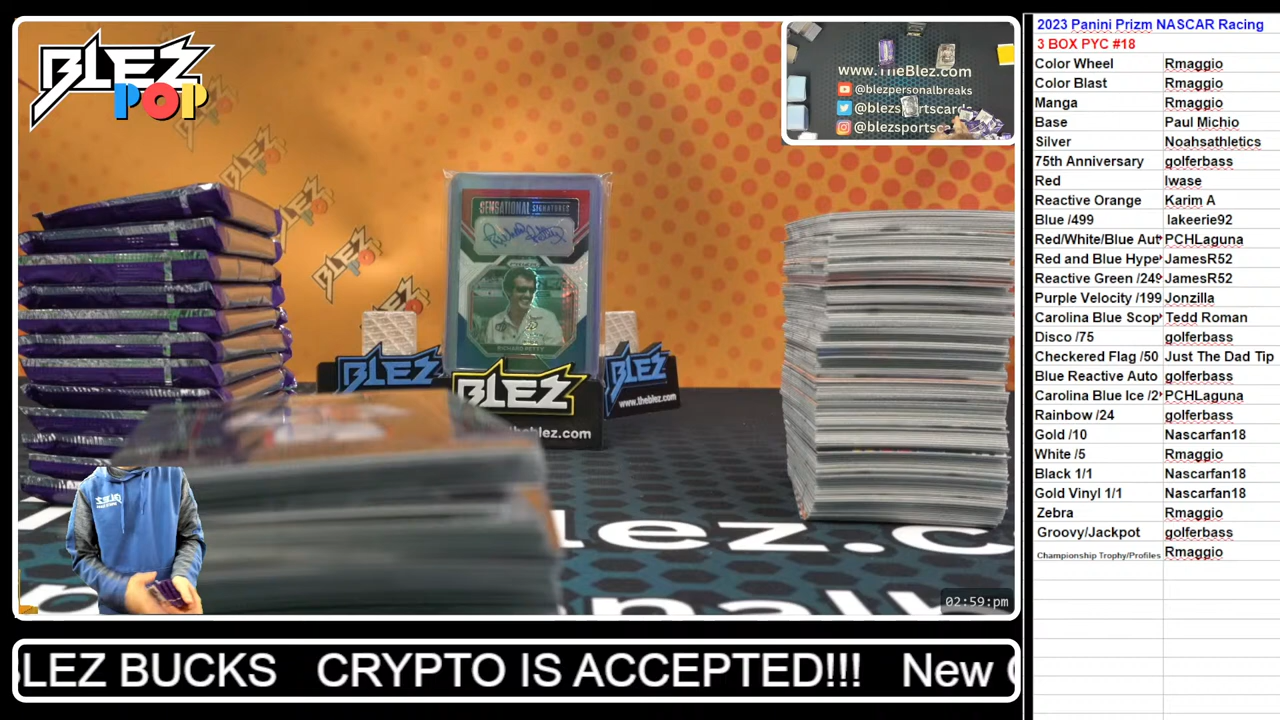 BLEZ
POP
www.TheBlez.com
@blezpersonalbreaks
@blezsportscards
@blezsportsca
SENSATIONAL SIGNATURES
PRIZM
RICHARD PETTY
BLEZ
BLEZ
BLEZ
www.theblez.com
theblez.com
lez.c
02:59:pm
LEZ BUCKS CRYPTO IS ACCEPTED!!! New
2023 Panini Prizm NASCAR Racing
3 BOX PYC #18
Color Wheel Rmaggio
Color Blast Rmaggio
Manga Rmaggio
Base Paul Michio
Silver Noahsathletics
75th Anniversary golferbass
Red Iwase
Reactive Orange Karim A
Blue /499 lakeerie92
Red/White/Blue Aut PCHLaguna
Red and Blue Hype JamesR52
Reactive Green /249 JamesR52
Purple Velocity /199 Jonzilla
Carolina Blue Scop Tedd Roman
Disco /75 golferbass
Checkered Flag /50 Just The Dad Tip
Blue Reactive Auto golferbass
Carolina Blue Ice /2 PCHLaguna
Rainbow /24 golferbass
Gold /10 Nascarfan18
White /5 Rmaggio
Black 1/1 Nascarfan18
Gold Vinyl 1/1 Nascarfan18
Zebra Rmaggio
Groovy/Jackpot golferbass
Championship Trophy/Profiles Rmaggio